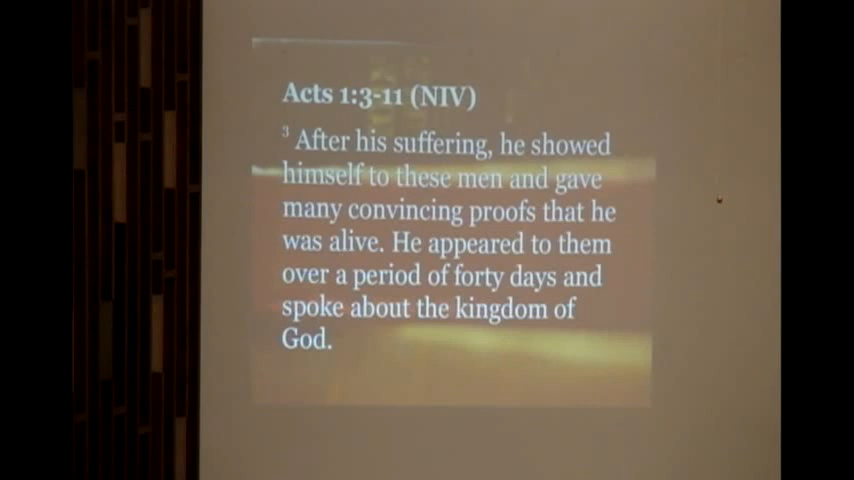 Acts 1:3-11 (NIV)
³ After his suffering, he showed
himself to these men and gave
many convincing proofs that he
was alive. He appeared to them
over a period of forty days and
spoke about the kingdom of
God.